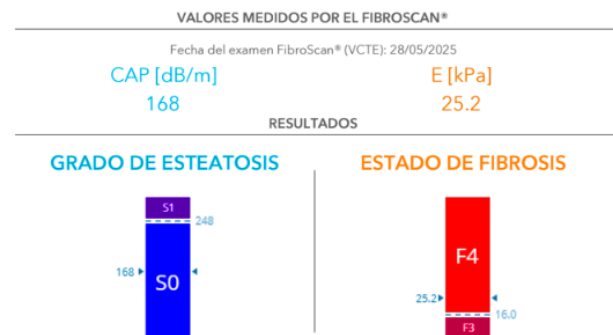 VALORES MEDIDOS POR EL FIBROSCAN®
Fecha del examen FibroScan® (VCTE): 28/05/2025
CAP [dB/m]
E [kPa]
168
25.2
RESULTADOS
GRADO DE ESTEATOSIS
ESTADO DE FIBROSIS
S1
248
168
S0
F4
25.2
16.0
F3